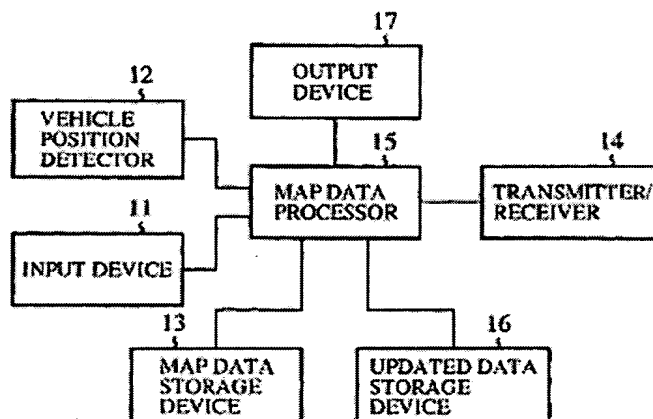 17
OUTPUT
DEVICE
12
VEHICLE
POSITION
DETECTOR
15
MAP DATA
PROCESSOR
14
TRANSMITTER/
RECEIVER
11
INPUT DEVICE
13
MAP DATA
STORAGE
DEVICE
16
UPDATED DATA
STORAGE
DEVICE